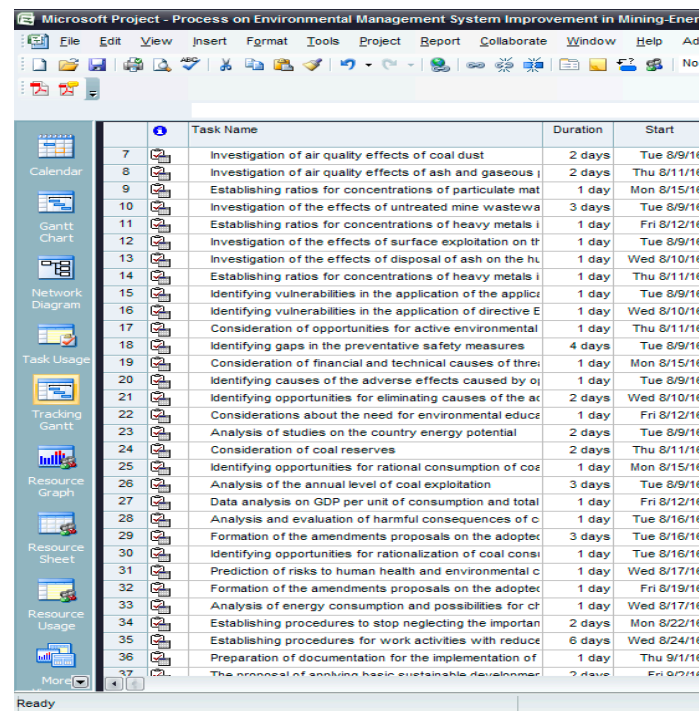 Microsoft Project - Process on Environmental Management System Improvement in Mining-Ener
File Edit View Insert Format Tools Project Report Collaborate Window Help Ad
No
Task Name Duration Start
7 Investigation of air quality effects of coal dust 2 days Tue 8/9/16
8 Investigation of air quality effects of ash and gaseous 2 days Thu 8/11/16
9 Establishing ratios for concentrations of particulate mat 1 day Mon 8/15/16
10 Investigation of the effects of untreated mine wastewa 3 days Tue 8/9/16
11 Establishing ratios for concentrations of heavy metals i 1 day Fri 8/12/16
12 Investigation of the effects of surface exploitation on th 1 day Tue 8/9/16
13 Investigation of the effects of disposal of ash on the hu 1 day Wed 8/10/16
14 Establishing ratios for concentrations of heavy metals i 1 day Thu 8/11/16
15 Identifying vulnerabilities in the application of the applica 1 day Tue 8/9/16
16 Identifying vulnerabilities in the application of directive E 1 day Wed 8/10/16
17 Consideration of opportunities for active environmental 1 day Thu 8/11/16
18 Identifying gaps in the preventative safety measures 4 days Tue 8/9/16
19 Consideration of financial and technical causes of threa 1 day Mon 8/15/16
20 Identifying causes of the adverse effects caused by op 1 day Tue 8/9/16
21 Identifying opportunities for eliminating causes of the ad 2 days Wed 8/10/16
22 Considerations about the need for environmental educa 1 day Fri 8/12/16
23 Analysis of studies on the country energy potential 2 days Tue 8/9/16
24 Consideration of coal reserves 2 days Thu 8/11/16
25 Identifying opportunities for rational consumption of coa 1 day Mon 8/15/16
26 Analysis of the annual level of coal exploitation 3 days Tue 8/9/16
27 Data analysis on GDP per unit of consumption and total 1 day Fri 8/12/16
28 Analysis and evaluation of harmful consequences of c 1 day Tue 8/16/16
29 Formation of the amendments proposals on the adopted 3 days Tue 8/16/16
30 Identifying opportunities for rationalization of coal consu 1 day Tue 8/16/16
31 Prediction of risks to human health and environmental c 1 day Wed 8/17/16
32 Formation of the amendments proposals on the adopted 1 day Fri 8/19/16
33 Analysis of energy consumption and possibilities for ch 1 day Wed 8/17/16
34 Establishing procedures to stop neglecting the importan 2 days Mon 8/22/16
35 Establishing procedures for work activities with reduce 6 days Wed 8/24/16
36 Preparation of documentation for the implementation of 1 day Thu 9/1/16
37 The proposal of applying basic sustainable developmen 2 days Fri 9/2/16
Calendar
Gantt
Chart
Network
Diagram
Task Usage
Tracking
Gantt
Resource
Graph
Resource
Sheet
Resource
Usage
More
Ready